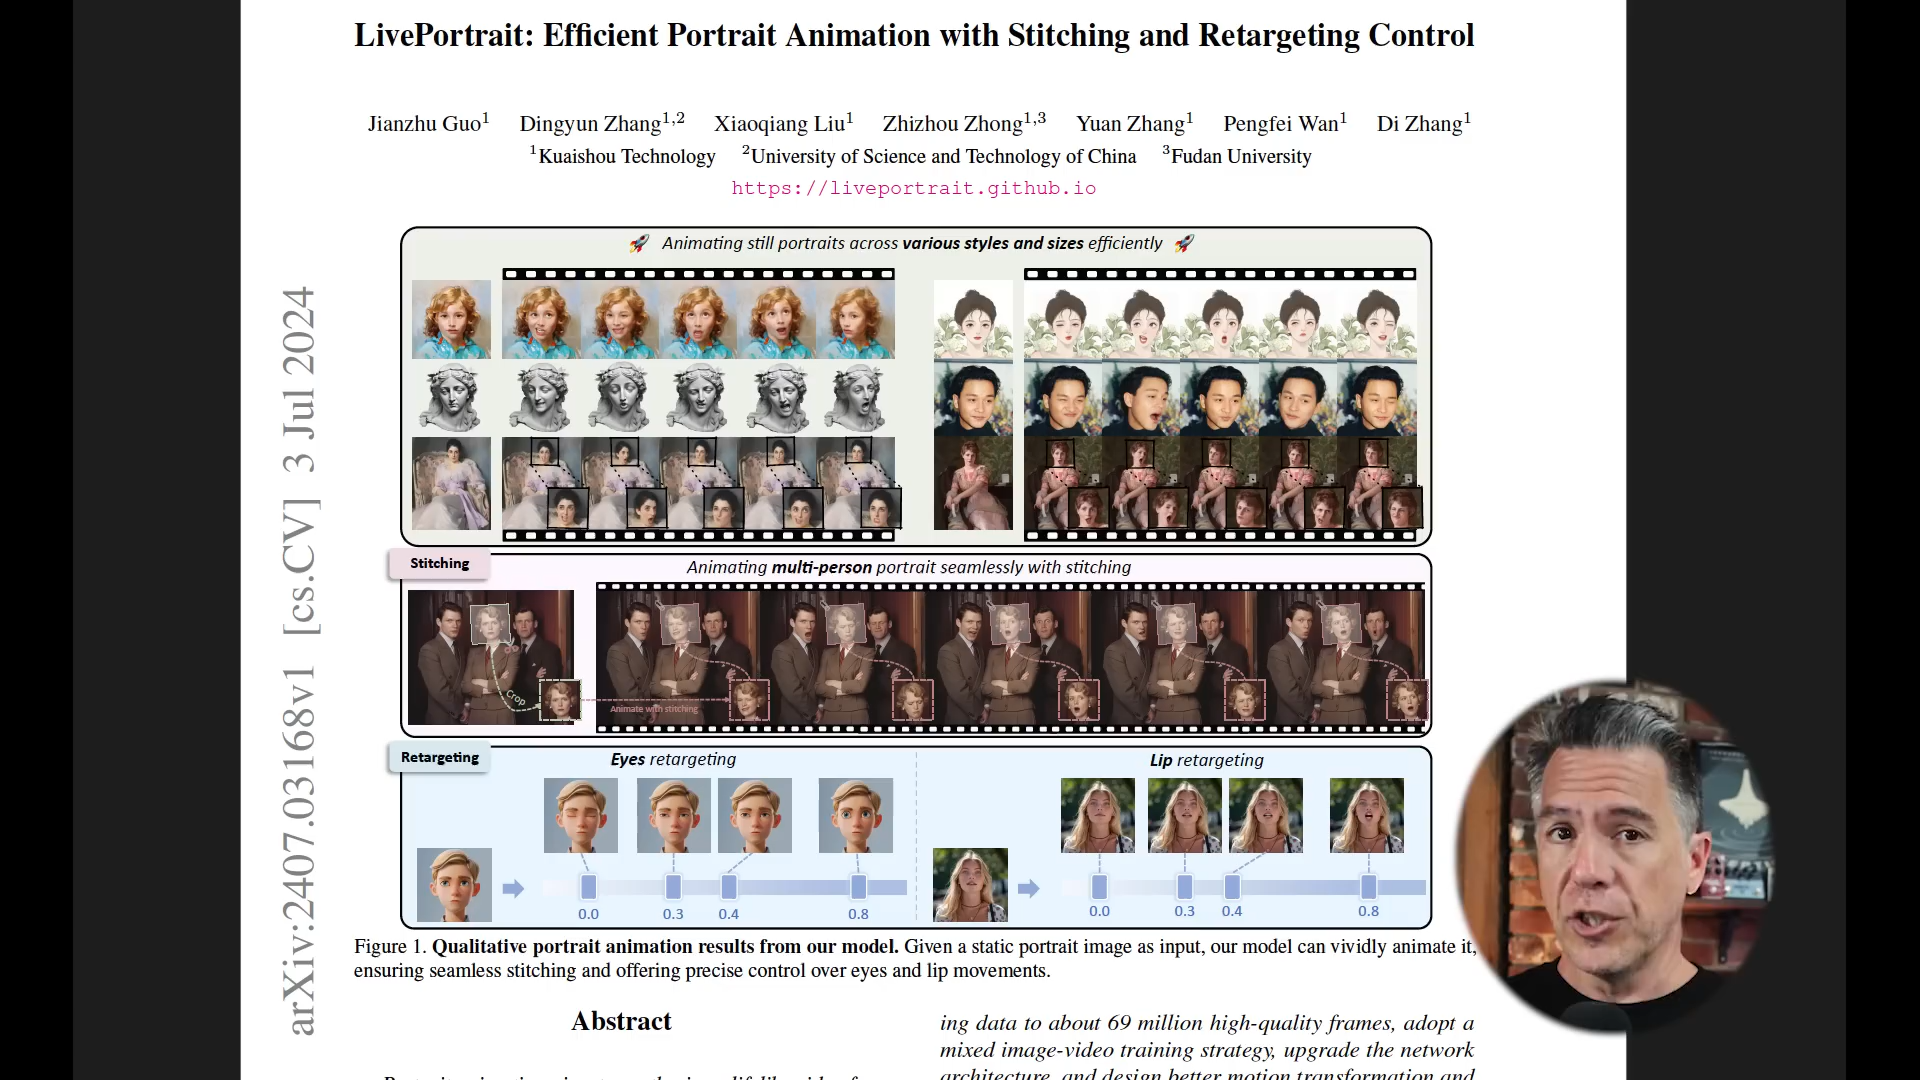 LivePortrait: Efficient Portrait Animation with Stitching and Retargeting Control
Jianzhu Guo1 Dingyun Zhang1,2 Xiaoqiang Liu1 Zhizhou Zhong1,3 Yuan Zhang1 Pengfei Wan1 Di Zhang1
1Kuaishou Technology 2University of Science and Technology of China 3Fudan University
https://liveportrait.github.io
arXiv:2407.03168v1 [cs.CV] 3 Jul 2024
🚀 Animating still portraits across various styles and sizes efficiently 🚀
Stitching
Animating multi-person portrait seamlessly with stitching
Crop
Animate with stitching
Retargeting
Eyes retargeting
Lip retargeting
0.0 0.3 0.4 0.8
0.0 0.3 0.4 0.8
Figure 1. Qualitative portrait animation results from our model. Given a static portrait image as input, our model can vividly animate it,
ensuring seamless stitching and offering precise control over eyes and lip movements.
Abstract
ing data to about 69 million high-quality frames, adopt a
mixed image-video training strategy, upgrade the network
architecture, and design better motion transformation and